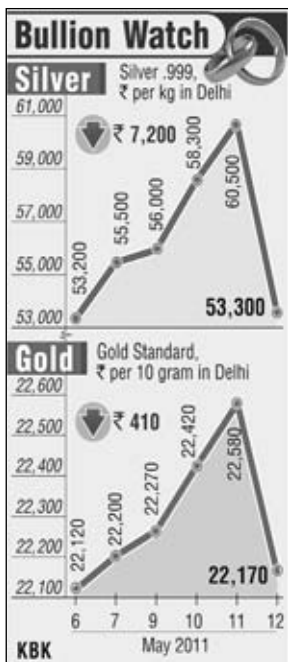 Bullion Watch
Silver
Silver .999,
₹ per kg in Delhi
61,000
59,000
57,000
55,000
53,000
₹ 7,200
53,200
55,500
56,000
58,300
60,500
53,300
Gold
Gold Standard,
₹ per 10 gram in Delhi
22,600
22,500
22,400
22,300
22,200
22,100
₹ 410
22,120
22,200
22,270
22,420
22,580
22,170
6 7 9 10 11 12
May 2011
KBK